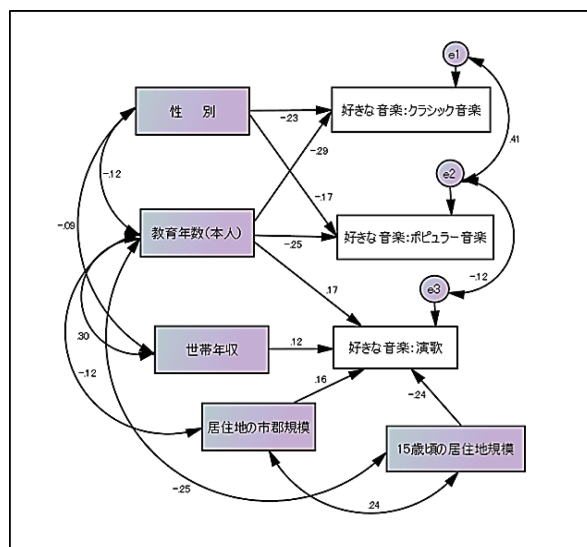 e1
性 別
-.23
好きな音楽:クラシック音楽
-.29
-.12
.41
e2
-.17
-.09
教育年数(本人)
-.25
好きな音楽:ポピュラー音楽
.17
e3
-.12
.30
世帯年収
.12
好きな音楽:演歌
-.12
.16
-.24
居住地の市郡規模
15歳頃の居住地規模
-.25
.24